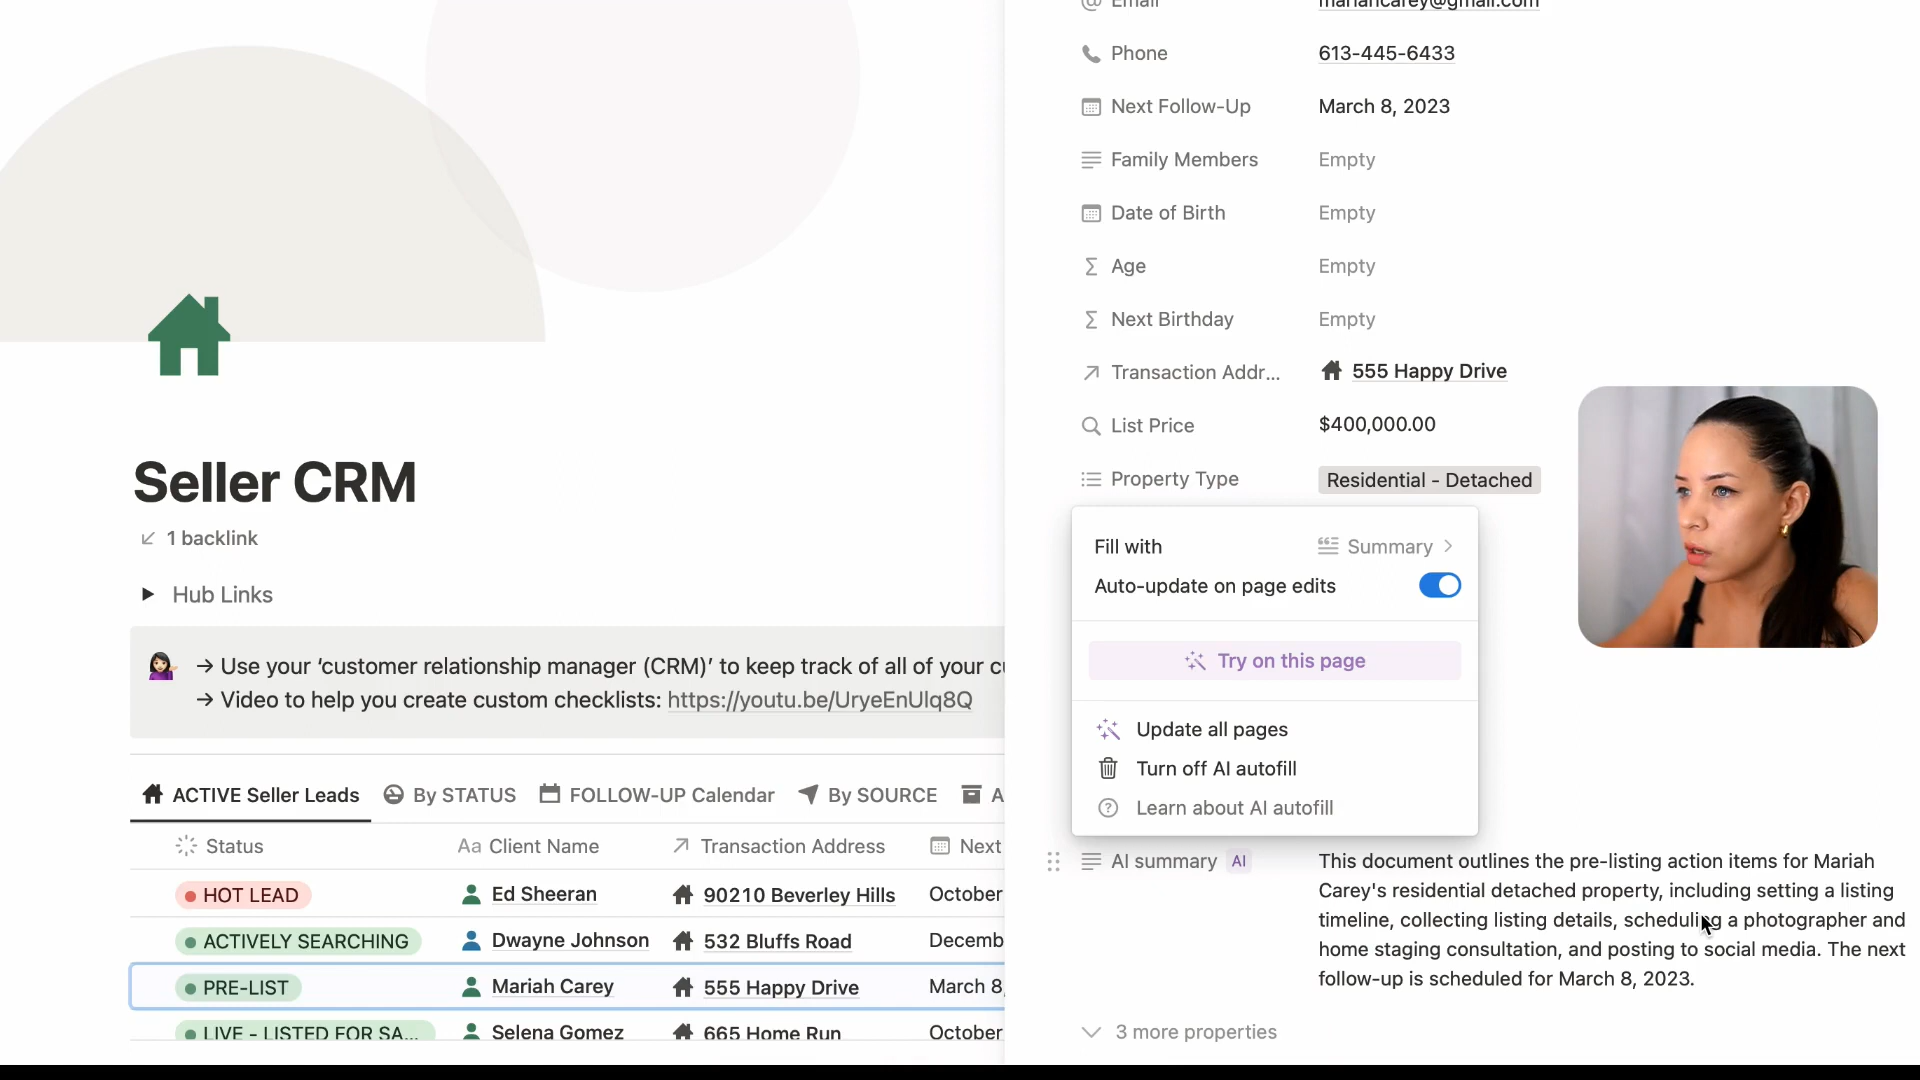 Seller CRM
1 backlink
Hub Links
→ Use your ‘customer relationship manager (CRM)’ to keep track of all of your
→ Video to help you create custom checklists: https://youtu.be/UryeEnUlq8Q
ACTIVE Seller Leads By STATUS FOLLOW-UP Calendar By SOURCE A
Status Aa Client Name Transaction Address Next
HOT LEAD Ed Sheeran 90210 Beverley Hills October
ACTIVELY SEARCHING Dwayne Johnson 532 Bluffs Road Decemb
PRE-LIST Mariah Carey 555 Happy Drive March 8,
LIVE - LISTED FOR SA... Selena Gomez 665 Home Run October
Email mariahcarey@gmail.com
Phone 613-445-6433
Next Follow-Up March 8, 2023
Family Members Empty
Date of Birth Empty
Age Empty
Next Birthday Empty
Transaction Addr... 555 Happy Drive
List Price $400,000.00
Property Type Residential - Detached
Fill with Summary
Auto-update on page edits
Try on this page
Update all pages
Turn off AI autofill
Learn about AI autofill
AI summary AI
This document outlines the pre-listing action items for Mariah
Carey's residential detached property, including setting a listing
timeline, collecting listing details, scheduling a photographer and
home staging consultation, and posting to social media. The next
follow-up is scheduled for March 8, 2023.
3 more properties